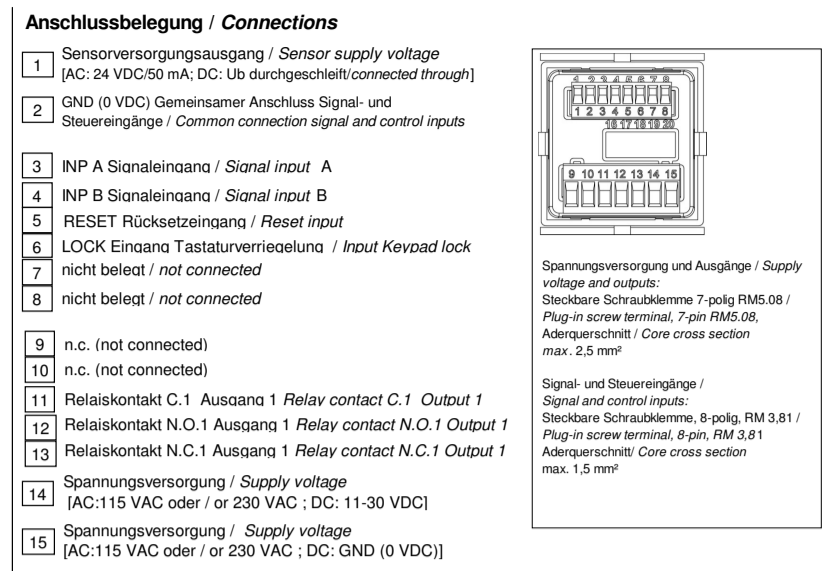 Anschlussbelegung / Connections
1 Sensorversorgungsausgang / Sensor supply voltage
[AC: 24 VDC/50 mA; DC: Ub durchgeschleift/connected through]
2 GND (0 VDC) Gemeinsamer Anschluss Signal- und
Steuereingänge / Common connection signal and control inputs
3 INP A Signaleingang / Signal input A
4 INP B Signaleingang / Signal input B
5 RESET Rücksetzeingang / Reset input
6 LOCK Eingang Tastaturverriegelung / Input Keypad lock
7 nicht belegt / not connected
8 nicht belegt / not connected
9 n.c. (not connected)
10 n.c. (not connected)
11 Relaiskontakt C.1 Ausgang 1 Relay contact C.1 Output 1
12 Relaiskontakt N.O.1 Ausgang 1 Relay contact N.O.1 Output 1
13 Relaiskontakt N.C.1 Ausgang 1 Relay contact N.C.1 Output 1
14 Spannungsversorgung / Supply voltage
[AC:115 VAC oder / or 230 VAC ; DC: 11-30 VDC]
15 Spannungsversorgung / Supply voltage
[AC:115 VAC oder / or 230 VAC ; DC: GND (0 VDC)]
1 2 3 4 5 6 7 8
1 2 3 4 5 6 7 8
16 17 18 19 20
9 10 11 12 13 14 15
Spannungsversorgung und Ausgänge / Supply
voltage and outputs:
Steckbare Schraubklemme 7-polig RM5.08 /
Plug-in screw terminal, 7-pin RM5.08,
Aderquerschnitt / Core cross section
max. 2,5 mm²
Signal- und Steuereingänge /
Signal and control inputs:
Steckbare Schraubklemme, 8-polig, RM 3,81 /
Plug-in screw terminal, 8-pin, RM 3,81
Aderquerschnitt/ Core cross section
max. 1,5 mm²